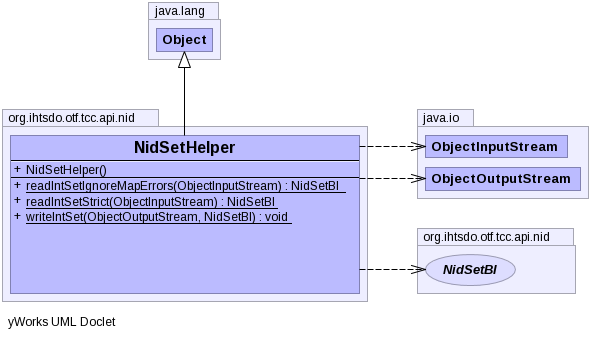 java.lang
Object
org.ihtsdo.otf.tcc.api.nid
NidSetHelper
+ NidSetHelper()
+ readIntSetIgnoreMapErrors(ObjectInputStream) : NidSetBI
+ readIntSetStrict(ObjectInputStream) : NidSetBI
+ writeIntSet(ObjectOutputStream, NidSetBI) : void
java.io
ObjectInputStream
ObjectOutputStream
org.ihtsdo.otf.tcc.api.nid
NidSetBI
yWorks UML Doclet